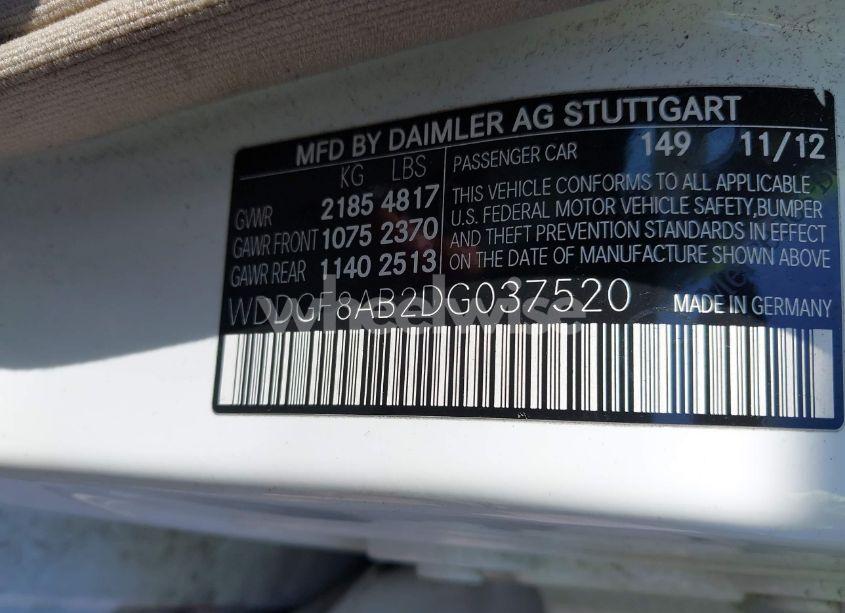 MFD BY DAIMLER AG STUTTGART
KG LBS
GVWR 2185 4817
GAWR FRONT 1075 2370
GAWR REAR 1140 2513
PASSENGER CAR 149 11/12
THIS VEHICLE CONFORMS TO ALL APPLICABLE
U.S. FEDERAL MOTOR VEHICLE SAFETY,BUMPER
AND THEFT PREVENTION STANDARDS IN EFFECT
ON THE DATE OF MANUFACTURE SHOWN ABOVE
WDDGF8AB2DG037520 MADE IN GERMANY
wheelwise